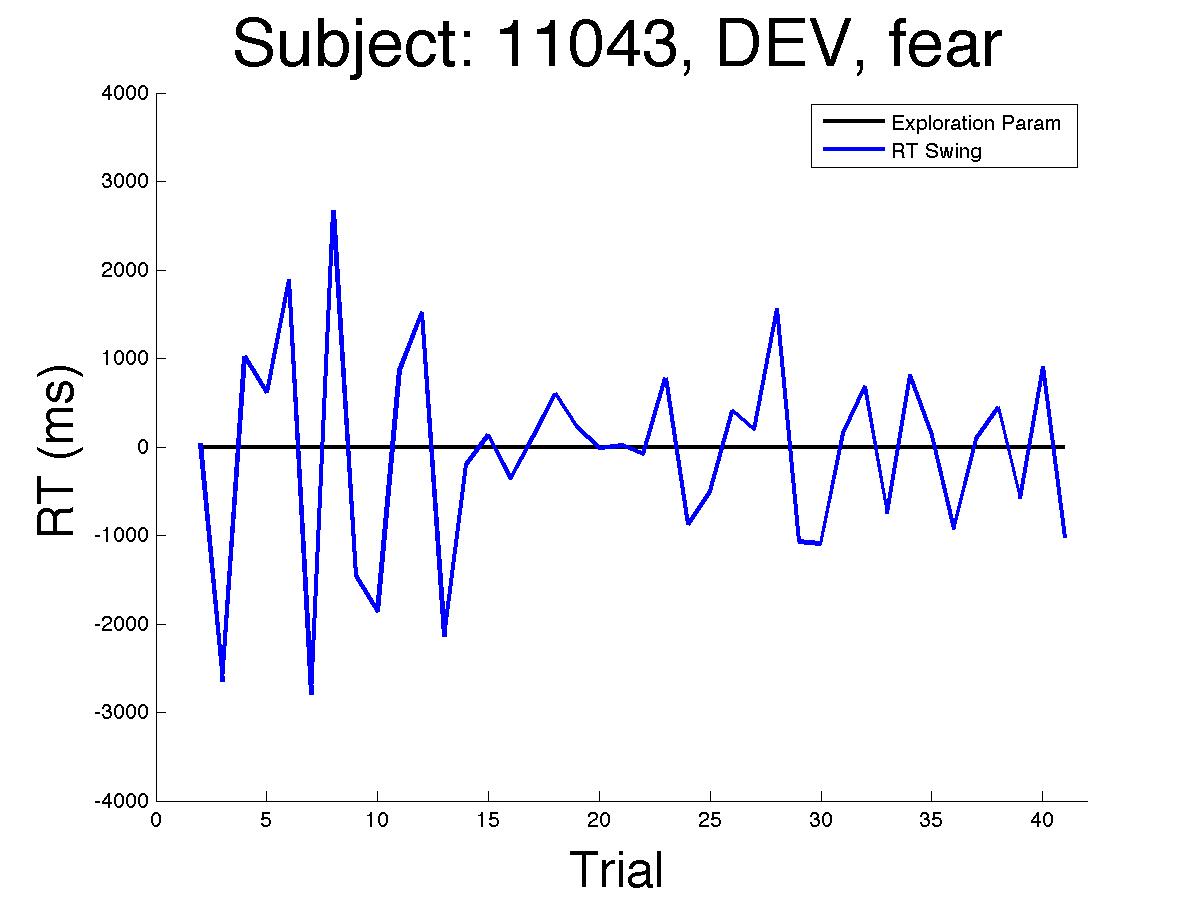 Subject: 11043, DEV, fear
Exploration Param
RT Swing
4000
3000
2000
1000
0
-1000
-2000
-3000
-4000
RT (ms)
0 5 10 15 20 25 30 35 40
Trial